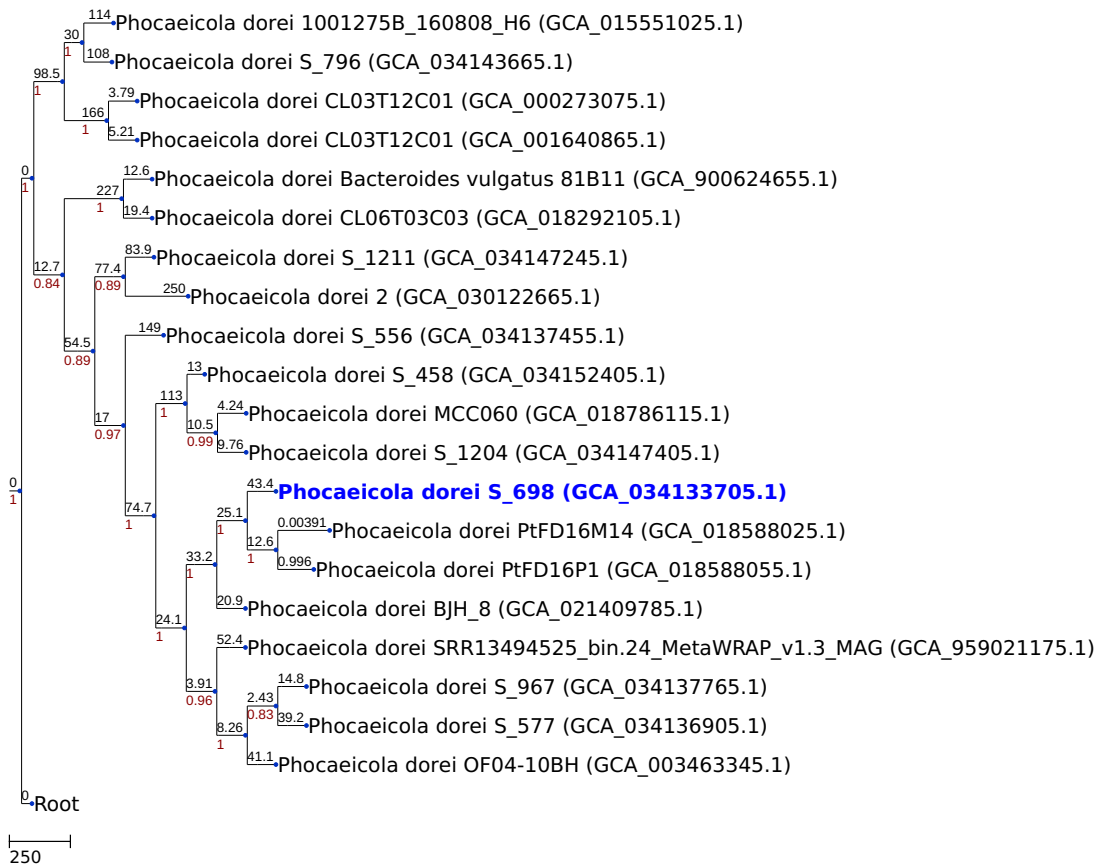 114
Phocaeicola dorei 1001275B_160808_H6 (GCA_015551025.1)
30
1
108
Phocaeicola dorei S_796 (GCA_034143665.1)
98.5
1
3.79
Phocaeicola dorei CL03T12C01 (GCA_000273075.1)
166
1
5.21
Phocaeicola dorei CL03T12C01 (GCA_001640865.1)
0
1
12.6
Phocaeicola dorei Bacteroides vulgatus 81B11 (GCA_900624655.1)
227
1
19.4
Phocaeicola dorei CL06T03C03 (GCA_018292105.1)
12.7
0.84
83.9
Phocaeicola dorei S_1211 (GCA_034147245.1)
77.4
0.89
250
Phocaeicola dorei 2 (GCA_030122665.1)
54.5
0.89
149
Phocaeicola dorei S_556 (GCA_034137455.1)
17
0.97
13
Phocaeicola dorei S_458 (GCA_034152405.1)
113
1
4.24
Phocaeicola dorei MCC060 (GCA_018786115.1)
10.5
0.99
9.76
Phocaeicola dorei S_1204 (GCA_034147405.1)
0
1
74.7
1
43.4
Phocaeicola dorei S_698 (GCA_034133705.1)
25.1
1
0.00391
Phocaeicola dorei PtFD16M14 (GCA_018588025.1)
12.6
1
0.996
Phocaeicola dorei PtFD16P1 (GCA_018588055.1)
33.2
1
20.9
Phocaeicola dorei BJH_8 (GCA_021409785.1)
24.1
1
52.4
Phocaeicola dorei SRR13494525_bin.24_MetaWRAP_v1.3_MAG (GCA_959021175.1)
3.91
0.96
14.8
Phocaeicola dorei S_967 (GCA_034137765.1)
2.43
0.83
39.2
Phocaeicola dorei S_577 (GCA_034136905.1)
8.26
1
41.1
Phocaeicola dorei OF04-10BH (GCA_003463345.1)
0
Root
250